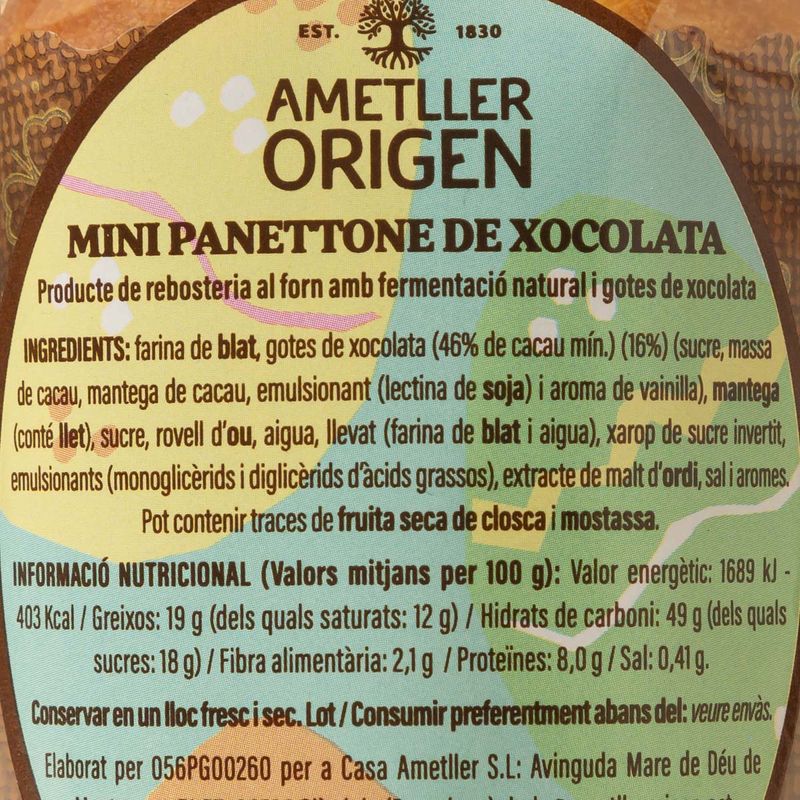 EST. 1830
AMETLLER
ORIGEN
MINI PANETTONE DE XOCOLATA
Producte de rebosteria al forn amb fermentació natural i gotes de xocolata
INGREDIENTS: farina de blat, gotes de xocolata (46% de cacau mín.) (16%) (sucre, massa
de cacau, mantega de cacau, emulsionant (lectina de soja) i aroma de vainilla), mantega
(conté llet), sucre, rovell d'ou, aigua, llevat (farina de blat i aigua), xarop de sucre invertit,
emulsionants (monoglicèrids i diglicèrids d'àcids grassos), extracte de malt d'ordi, sal i aromes.
Pot contenir traces de fruita seca de closca i mostassa.
INFORMACIÓ NUTRICIONAL (Valors mitjans per 100 g): Valor energètic: 1689 kJ -
403 Kcal / Greixos: 19 g (dels quals saturats: 12 g) / Hidrats de carboni: 49 g (dels quals
sucres: 18 g) / Fibra alimentària: 2,1 g / Proteïnes: 8,0 g / Sal: 0,41 g.
Conservar en un lloc fresc i sec. Lot / Consumir preferentment abans del: veure envàs.
Elaborat per 056PG00260 per a Casa Ametller S.L: Avinguda Mare de Déu de